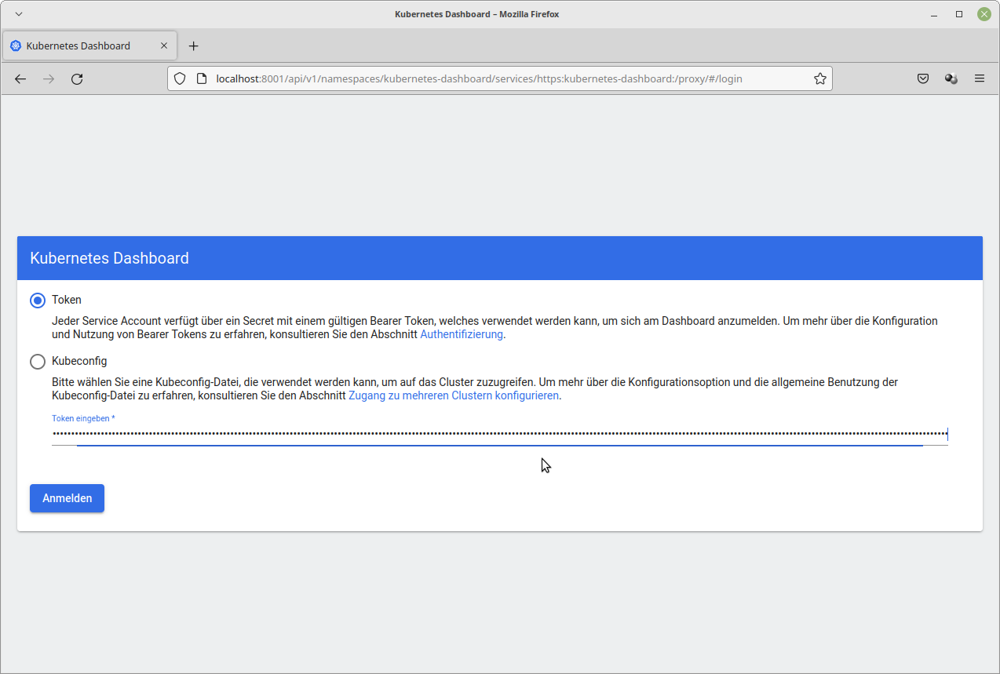 Kubernetes Dashboard – Mozilla Firefox
Kubernetes Dashboard
localhost:8001/api/v1/namespaces/kubernetes-dashboard/services/https:kubernetes-dashboard:/proxy/#/login
Kubernetes Dashboard
Token
Jeder Service Account verfügt über ein Secret mit einem gültigen Bearer Token, welches verwendet werden kann, um sich am Dashboard anzumelden. Um mehr über die Konfiguration
und Nutzung von Bearer Tokens zu erfahren, konsultieren Sie den Abschnitt Authentifizierung.
Kubeconfig
Bitte wählen Sie eine Kubeconfig-Datei, die verwendet werden kann, um auf das Cluster zuzugreifen. Um mehr über die Konfigurationsoption und die allgemeine Benutzung der
Kubeconfig-Datei zu erfahren, konsultieren Sie den Abschnitt Zugang zu mehreren Clustern konfigurieren.
Token eingeben *
Anmelden